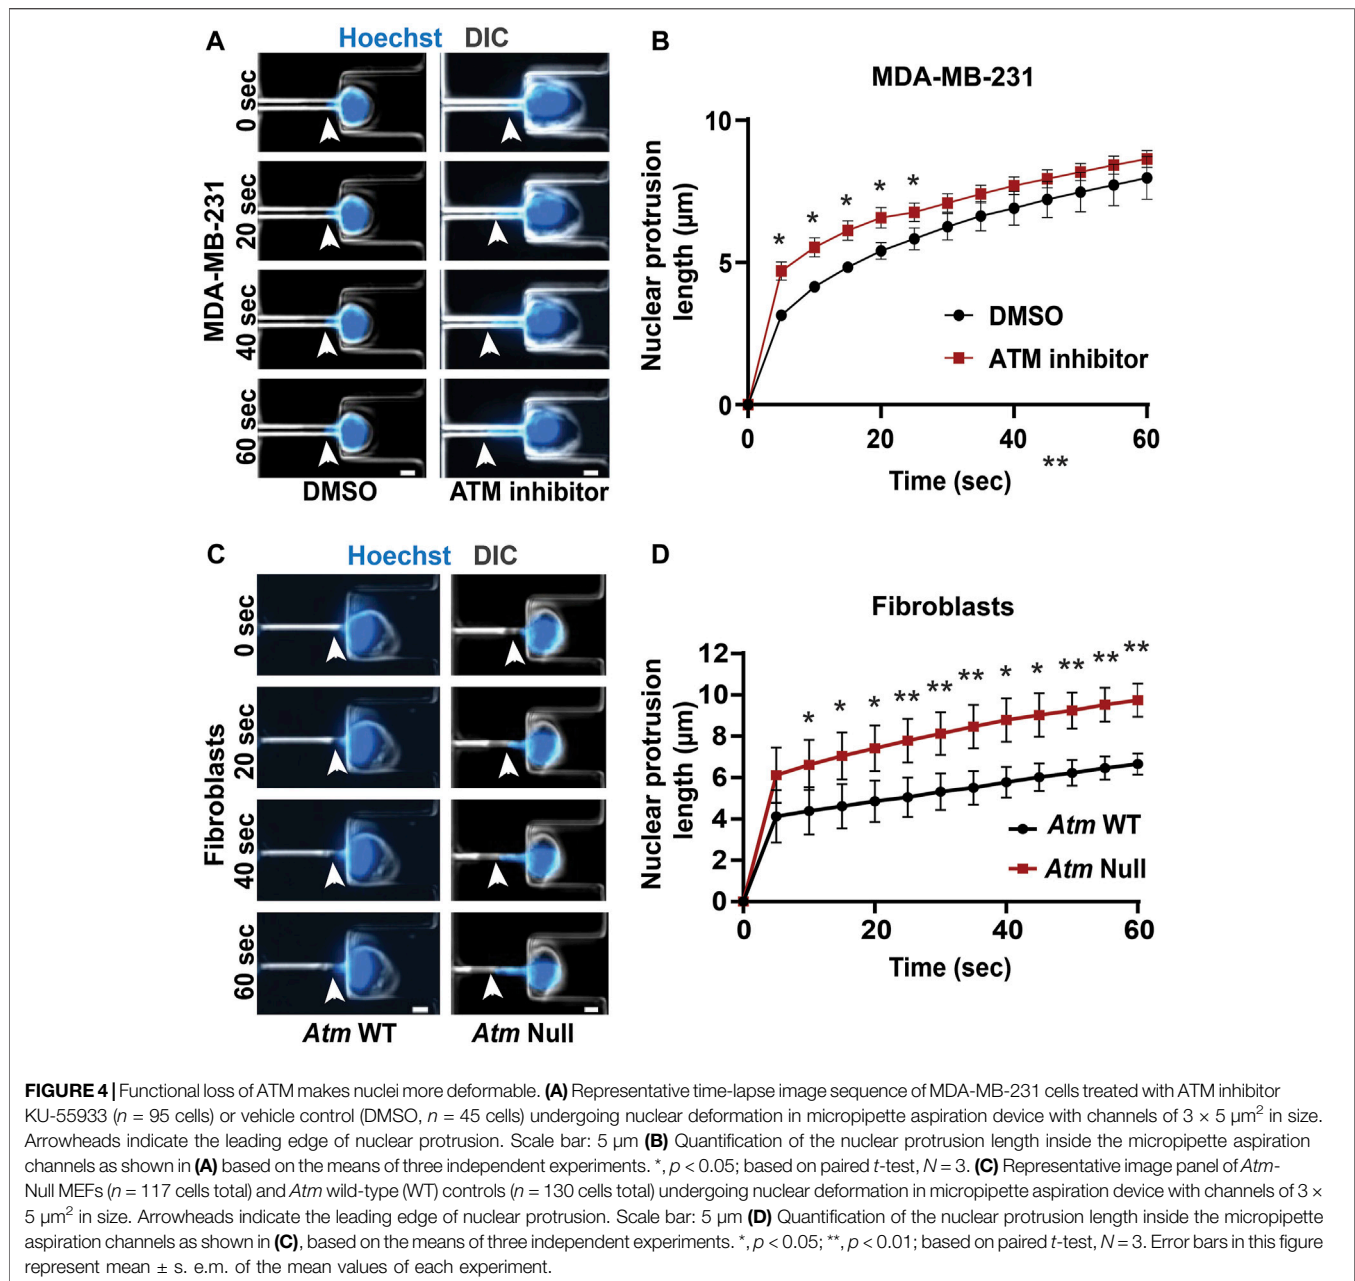 A
Hoechst DIC
MDA-MB-231
0 sec
20 sec
40 sec
60 sec
DMSO
ATM inhibitor
B
MDA-MB-231
Nuclear protrusion
length (µm)
10
5
0
* * * * *
DMSO
ATM inhibitor
0 20 40 60
**
Time (sec)
C
Hoechst DIC
Fibroblasts
0 sec
20 sec
40 sec
60 sec
Atm WT
Atm Null
D
Fibroblasts
Nuclear protrusion
length (µm)
12
10
8
6
4
2
0
* * * ** ** ** * * ** ** **
Atm WT
Atm Null
0 20 40 60
Time (sec)
FIGURE 4 | Functional loss of ATM makes nuclei more deformable. (A) Representative time-lapse image sequence of MDA-MB-231 cells treated with ATM inhibitor
KU-55933 (n = 95 cells) or vehicle control (DMSO, n = 45 cells) undergoing nuclear deformation in micropipette aspiration device with channels of 3 × 5 µm² in size.
Arrowheads indicate the leading edge of nuclear protrusion. Scale bar: 5 µm (B) Quantification of the nuclear protrusion length inside the micropipette aspiration
channels as shown in (A) based on the means of three independent experiments. *, p < 0.05; based on paired t-test, N = 3. (C) Representative image panel of Atm-
Null MEFs (n = 117 cells total) and Atm wild-type (WT) controls (n = 130 cells total) undergoing nuclear deformation in micropipette aspiration device with channels of 3 ×
5 µm² in size. Arrowheads indicate the leading edge of nuclear protrusion. Scale bar: 5 µm (D) Quantification of the nuclear protrusion length inside the micropipette
aspiration channels as shown in (C), based on the means of three independent experiments. *, p < 0.05; **, p < 0.01; based on paired t-test, N = 3. Error bars in this figure
represent mean ± s. e.m. of the mean values of each experiment.